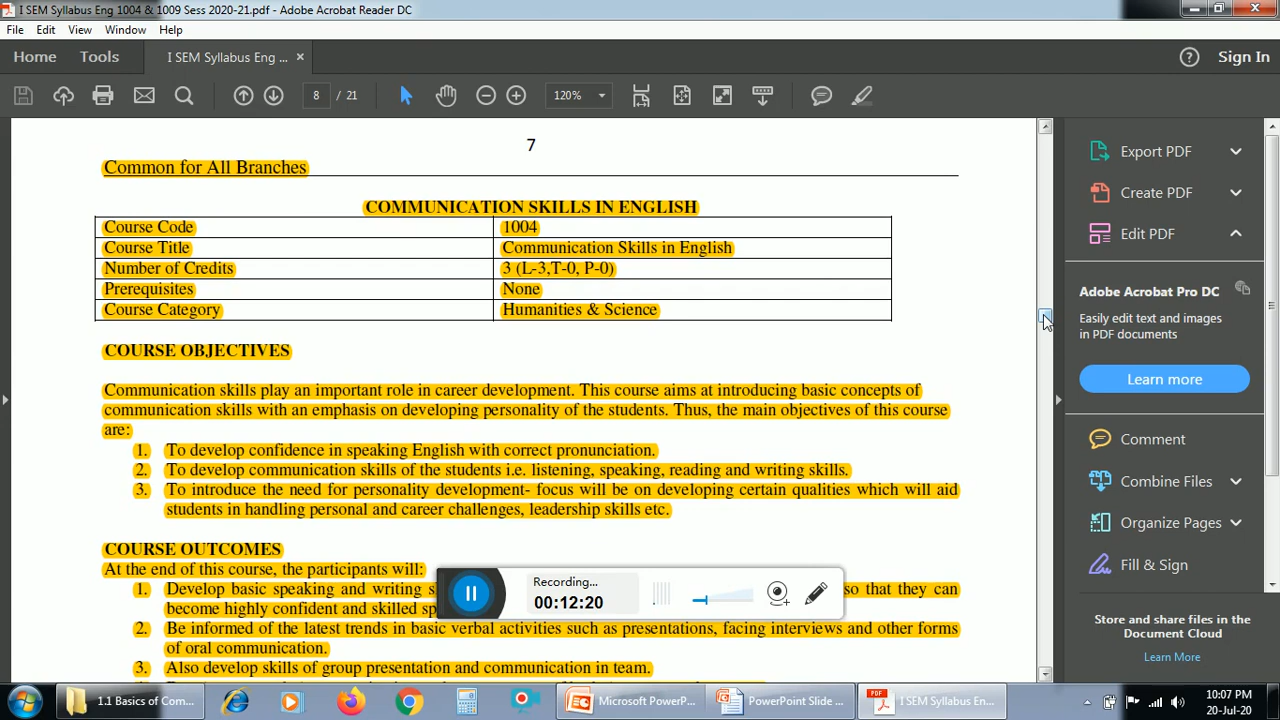 I SEM Syllabus Eng 1004 & 1009 Sess 2020-21.pdf - Adobe Acrobat Reader DC
File Edit View Window Help
Home Tools I SEM Syllabus Eng ... × ? Sign In
8 / 21 120%
7
Common for All Branches
COMMUNICATION SKILLS IN ENGLISH
Course Code 1004
Course Title Communication Skills in English
Number of Credits 3 (L-3,T-0, P-0)
Prerequisites None
Course Category Humanities & Science
COURSE OBJECTIVES
Communication skills play an important role in career development. This course aims at introducing basic concepts of
communication skills with an emphasis on developing personality of the students. Thus, the main objectives of this course
are:
1. To develop confidence in speaking English with correct pronunciation.
2. To develop communication skills of the students i.e. listening, speaking, reading and writing skills.
3. To introduce the need for personality development- focus will be on developing certain qualities which will aid
students in handling personal and career challenges, leadership skills etc.
COURSE OUTCOMES
At the end of this course, the participants will:
1. Develop basic speaking and writing so that they can
become highly confident and skilled
2. Be informed of the latest trends in basic verbal activities such as presentations, facing interviews and other forms
of oral communication.
3. Also develop skills of group presentation and communication in team.
Recording...
00:12:20
Export PDF
Create PDF
Edit PDF
Adobe Acrobat Pro DC
Easily edit text and images
in PDF documents
Learn more
Comment
Combine Files
Organize Pages
Fill & Sign
Store and share files in the
Document Cloud
Learn More
1.1 Basics of Com... Microsoft PowerP... PowerPoint Slide ... I SEM Syllabus En...
10:07 PM
20-Jul-20